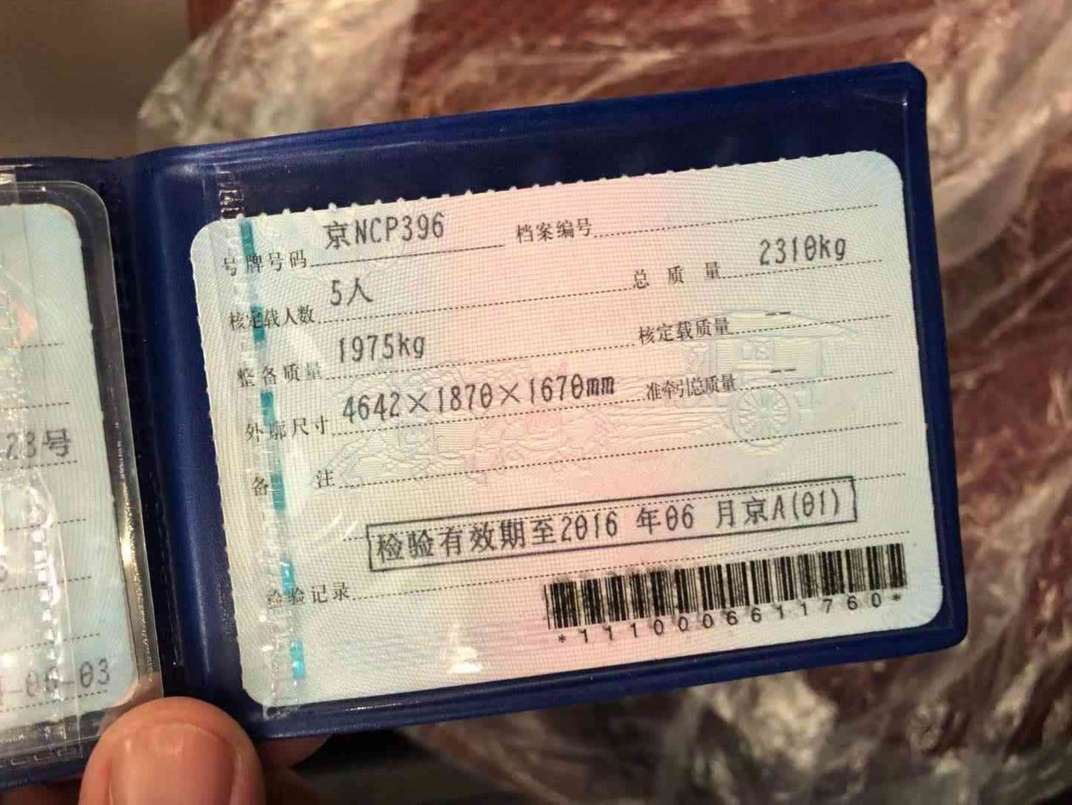 号牌号码 京NCP396 档案编号
核定载人数 5人 总质量 2310kg
整备质量 1975kg 核定载质量 --
外廓尺寸 4642×1870×1670mm 准牵引总质量 --
备注
检验有效期至2016年06月京A(01)
检验记录
*1110006611760*
23号
-03